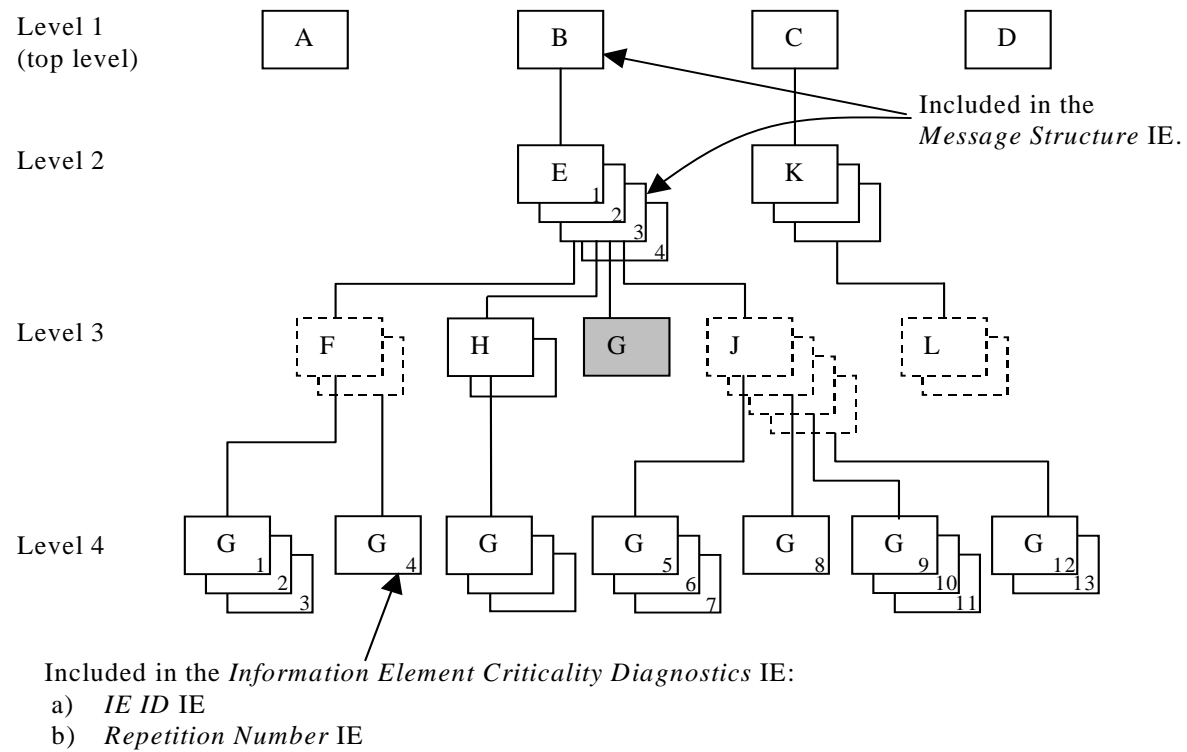 Level 1
(top level)
A
B
C
D
Included in the
Message Structure IE.
Level 2
E
1
2
3
4
K
Level 3
F
H
G
J
L
Level 4
G
1
2
3
G
4
G
G
5
6
7
G
8
G
9
10
11
G
12
13
Included in the Information Element Criticality Diagnostics IE:
a) IE ID IE
b) Repetition Number IE